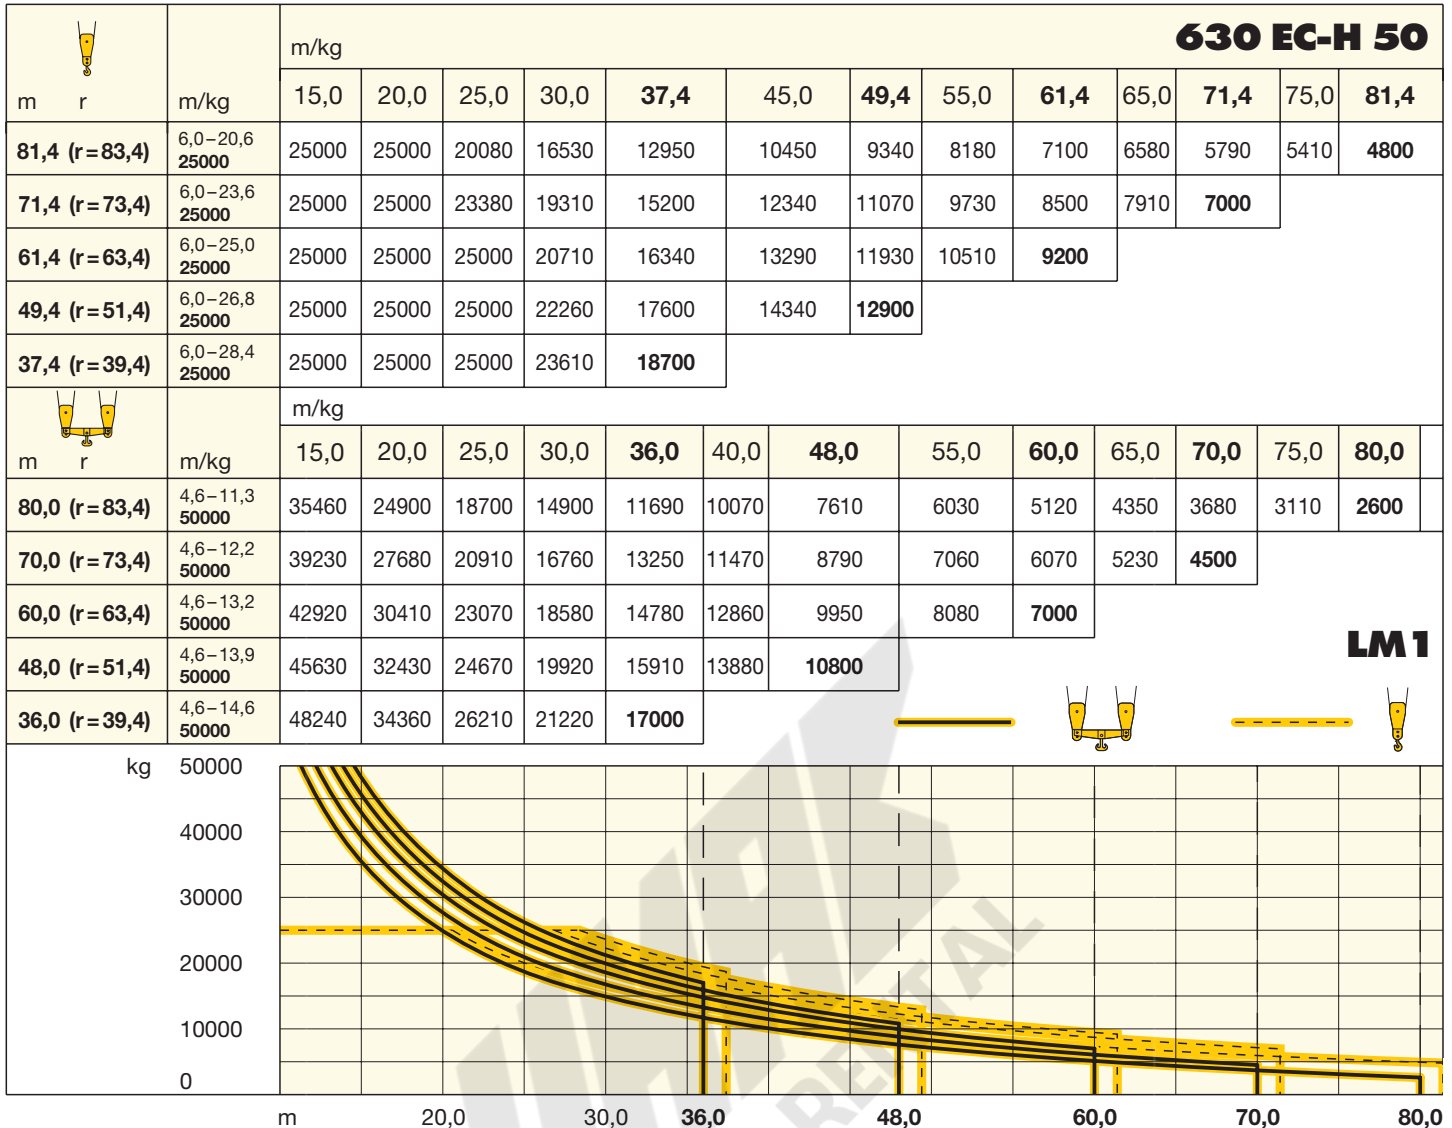 m/kg 630 EC-H 50
m r m/kg 15,0 20,0 25,0 30,0 37,4 45,0 49,4 55,0 61,4 65,0 71,4 75,0 81,4
81,4 (r=83,4) 6,0–20,6 25000 25000 25000 20080 16530 12950 10450 9340 8180 7100 6580 5790 5410 4800
71,4 (r=73,4) 6,0–23,6 25000 25000 25000 23380 19310 15200 12340 11070 9730 8500 7910 7000
61,4 (r=63,4) 6,0–25,0 25000 25000 25000 25000 20710 16340 13290 11930 10510 9200
49,4 (r=51,4) 6,0–26,8 25000 25000 25000 25000 22260 17600 14340 12900
37,4 (r=39,4) 6,0–28,4 25000 25000 25000 25000 23610 18700
m/kg
m r m/kg 15,0 20,0 25,0 30,0 36,0 40,0 48,0 55,0 60,0 65,0 70,0 75,0 80,0
80,0 (r=83,4) 4,6–11,3 50000 35460 24900 18700 14900 11690 10070 7610 6030 5120 4350 3680 3110 2600
70,0 (r=73,4) 4,6–12,2 50000 39230 27680 20910 16760 13250 11470 8790 7060 6070 5230 4500
60,0 (r=63,4) 4,6–13,2 50000 42920 30410 23070 18580 14780 12860 9950 8080 7000
48,0 (r=51,4) 4,6–13,9 50000 45630 32430 24670 19920 15910 13880 10800
LM1
36,0 (r=39,4) 4,6–14,6 50000 48240 34360 26210 21220 17000
kg 50000
40000
30000
20000
10000
0
m 20,0 30,0 36,0 48,0 60,0 70,0 80,0
RENTAL